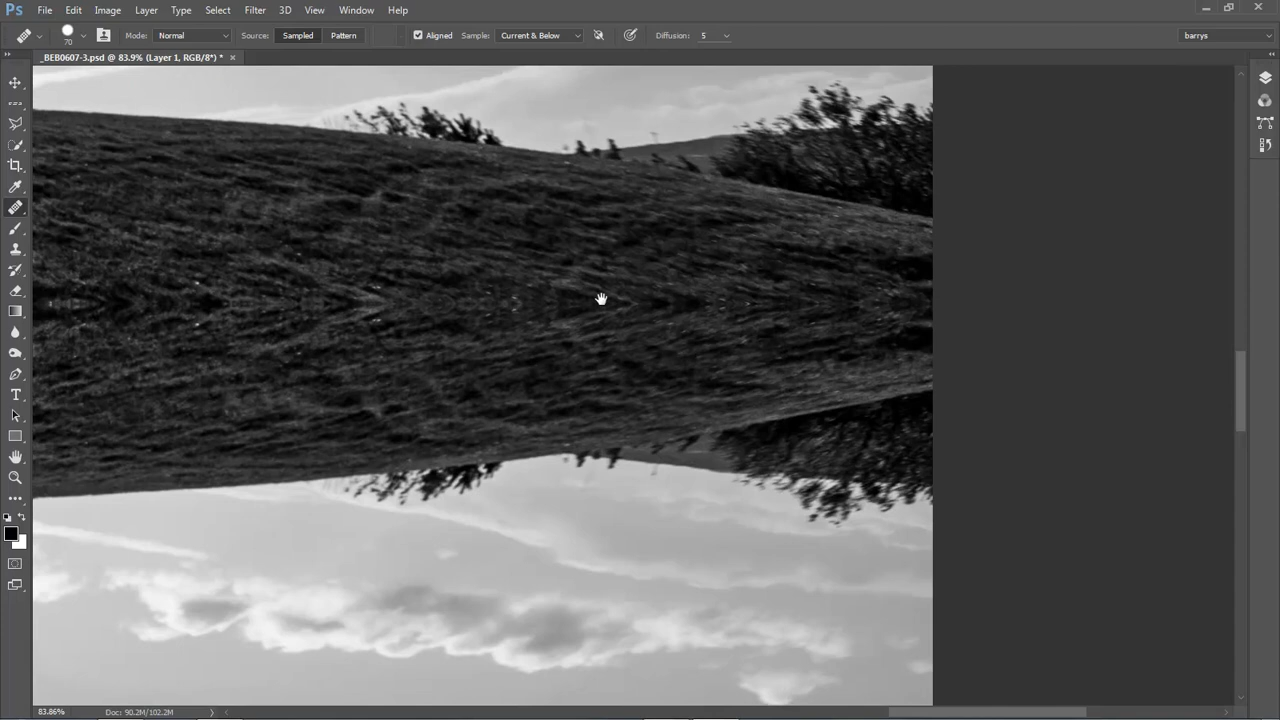 Ps File Edit Image Layer Type Select Filter 3D View Window Help
70 Mode: Normal Source: Sampled Pattern Aligned Sample: Current & Below Diffusion: 5 barrys
_BEB0607-3.psd @ 83.9% (Layer 1, RGB/8*) * ×
T
83.86% Doc: 90.2M/102.2M